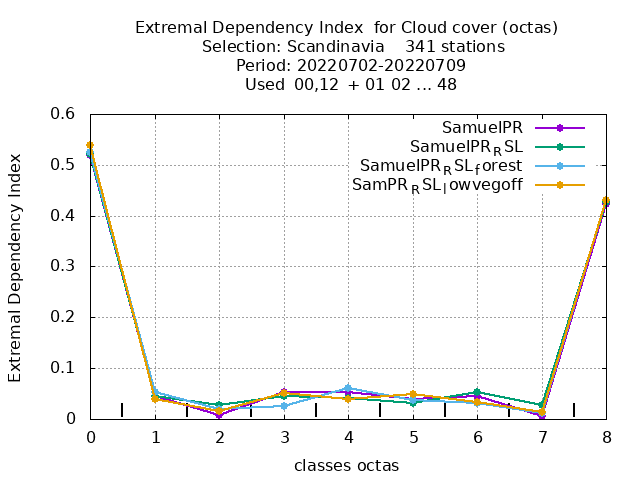 Extremal Dependency Index  for Cloud cover (octas)
Selection: Scandinavia    341 stations
Period: 20220702-20220709
Used  00,12  + 01 02 ... 48
SamuelPR
SamuelPR_RSL
SamuelPR_RSL_forest
SamPR_RSL_lowvegoff
Extremal Dependency Index
0.6
0.5
0.4
0.3
0.2
0.1
0
0 1 2 3 4 5 6 7 8
classes octas